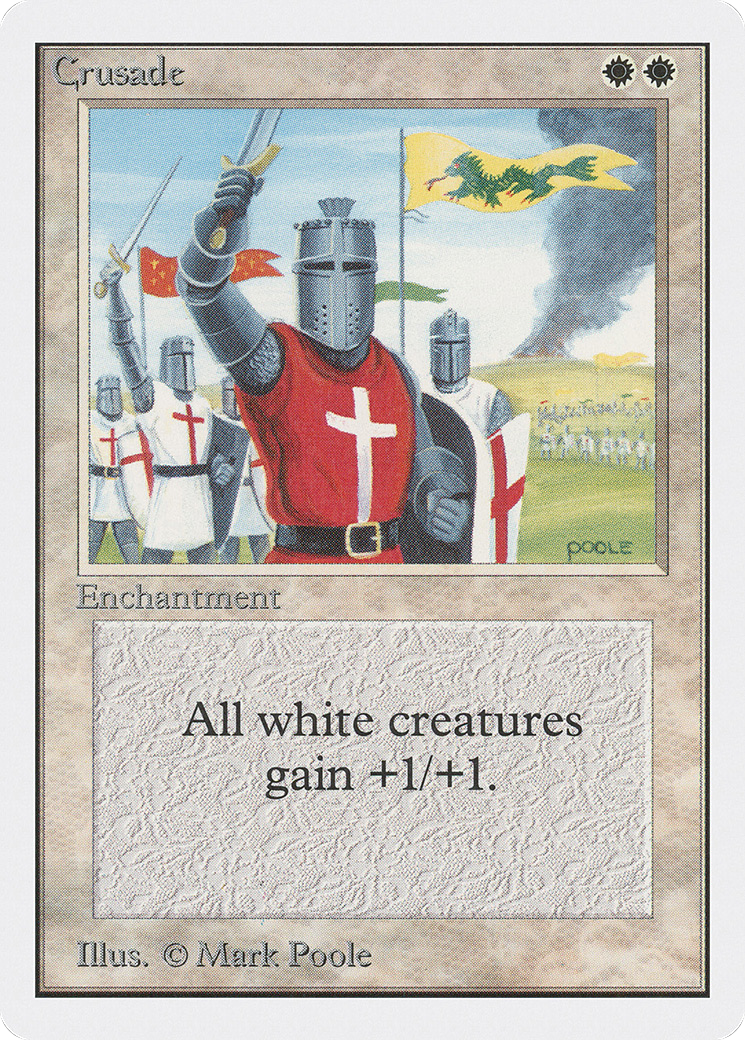 Crusade
POOLE
Enchantment
All white creatures
gain +1/+1.
Illus. © Mark Poole